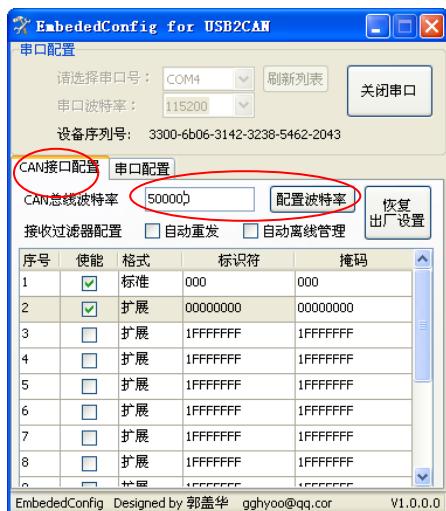 EmbededConfig for USB2CAN
串口配置
请选择串口号： COM4 刷新列表
关闭串口
串口波特率： 115200
设备序列号: 3300-6b06-3142-3238-5462-2043
CAN接口配置 串口配置
CAN总线波特率 50000 配置波特率
恢复
出厂设置
接收过滤器配置 自动重发 自动离线管理
序号 使能 格式 标识符 掩码
1 标准 000 000
2 扩展 00000000 00000000
3 扩展 1FFFFFFF 1FFFFFFF
4 扩展 1FFFFFFF 1FFFFFFF
5 扩展 1FFFFFFF 1FFFFFFF
6 扩展 1FFFFFFF 1FFFFFFF
7 扩展 1FFFFFFF 1FFFFFFF
8 扩展 1FFFFFFF 1FFFFFFF
EmbededConfig Designed by 郭盖华 gghyoo@qq.cor V1.0.0.0